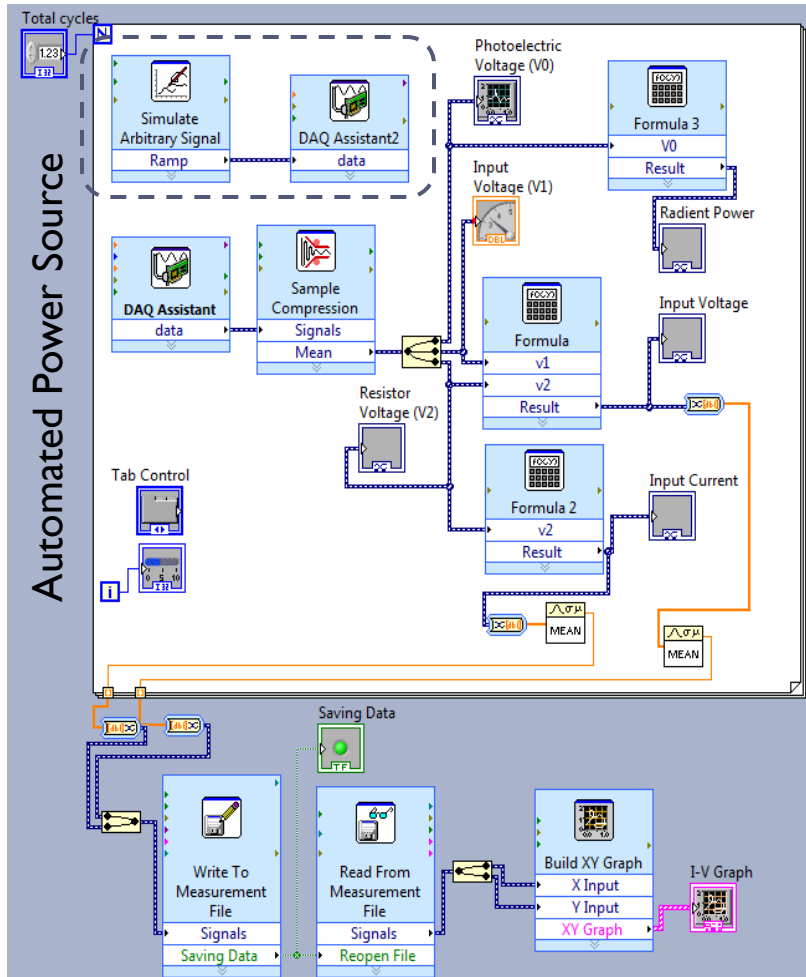 Total cycles
1.23
I32
N
Simulate
Arbitrary Signal
Ramp
DAQ Assistant2
data
Photoelectric
Voltage (V0)
Formula 3
V0
Result
Input
Voltage (V1)
DBL
Radient Power
Automated Power Source
DAQ Assistant
data
Sample
Compression
Signals
Mean
Formula
v1
v2
Result
Input Voltage
Resistor
Voltage (V2)
Formula 2
v2
Result
Input Current
Tab Control
0 5 10
I32
i
MEAN
MEAN
Saving Data
TF
Write To
Measurement
File
Signals
Saving Data
Read From
Measurement
File
Signals
Reopen File
Build XY Graph
X Input
Y Input
XY Graph
I-V Graph